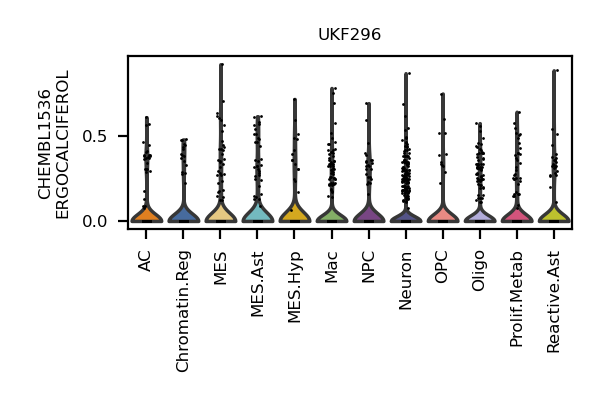 UKF296
CHEMBL1536
ERGOCALCIFEROL
0.5
0.0
AC
Chromatin.Reg
MES
MES.Ast
MES.Hyp
Mac
NPC
Neuron
OPC
Oligo
Prolif.Metab
Reactive.Ast